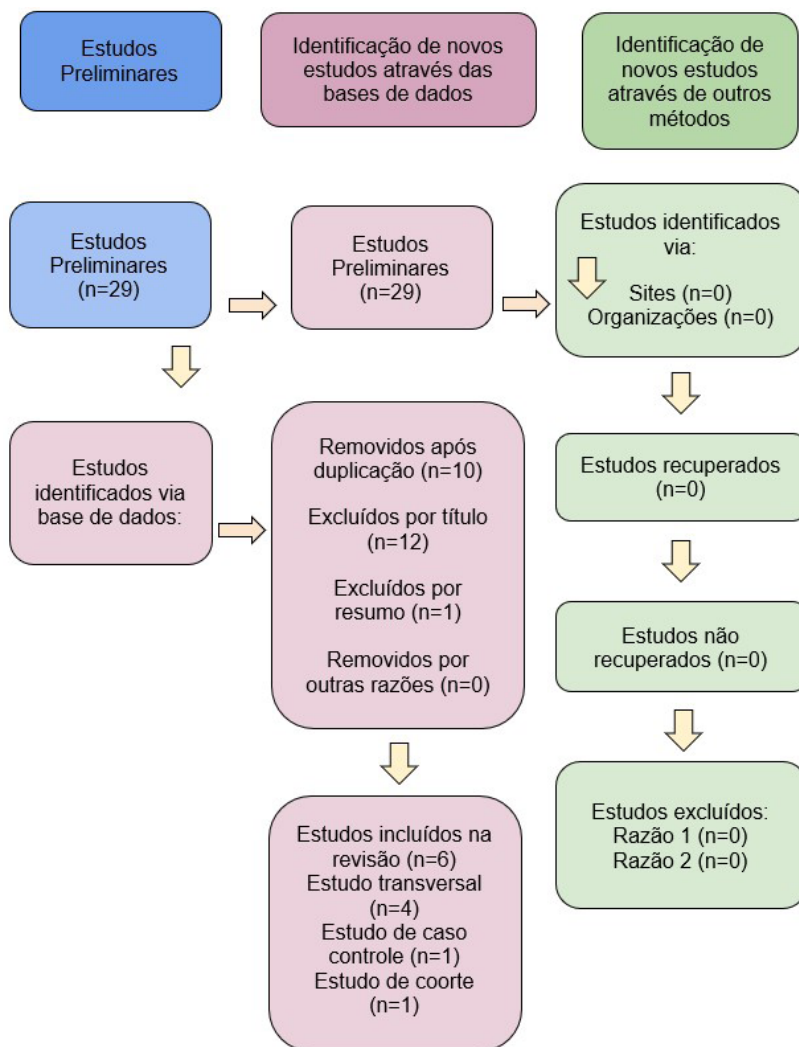 Estudos
Preliminares
Identificação de novos
estudos através das
bases de dados
Identificação de
novos estudos
através de outros
métodos
Estudos
Preliminares
(n=29)
Estudos
Preliminares
(n=29)
Estudos identificados
via:
Sites (n=0)
Organizações (n=0)
Estudos
identificados via
base de dados:
Removidos após
duplicação (n=10)
Excluídos por título
(n=12)
Excluídos por
resumo (n=1)
Removidos por
outras razões (n=0)
Estudos recuperados
(n=0)
Estudos não
recuperados (n=0)
Estudos incluídos na
revisão (n=6)
Estudo transversal
(n=4)
Estudo de caso
controle (n=1)
Estudo de coorte
(n=1)
Estudos excluídos:
Razão 1 (n=0)
Razão 2 (n=0)